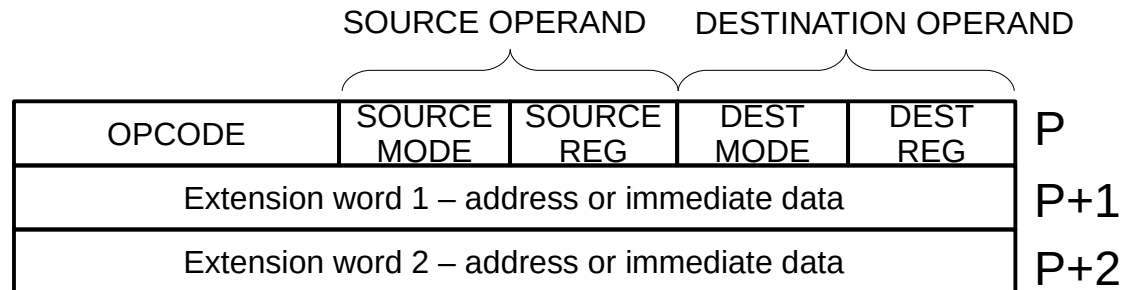 SOURCE OPERAND DESTINATION OPERAND
OPCODE SOURCE MODE SOURCE REG DEST MODE DEST REG P
Extension word 1 – address or immediate data P+1
Extension word 2 – address or immediate data P+2